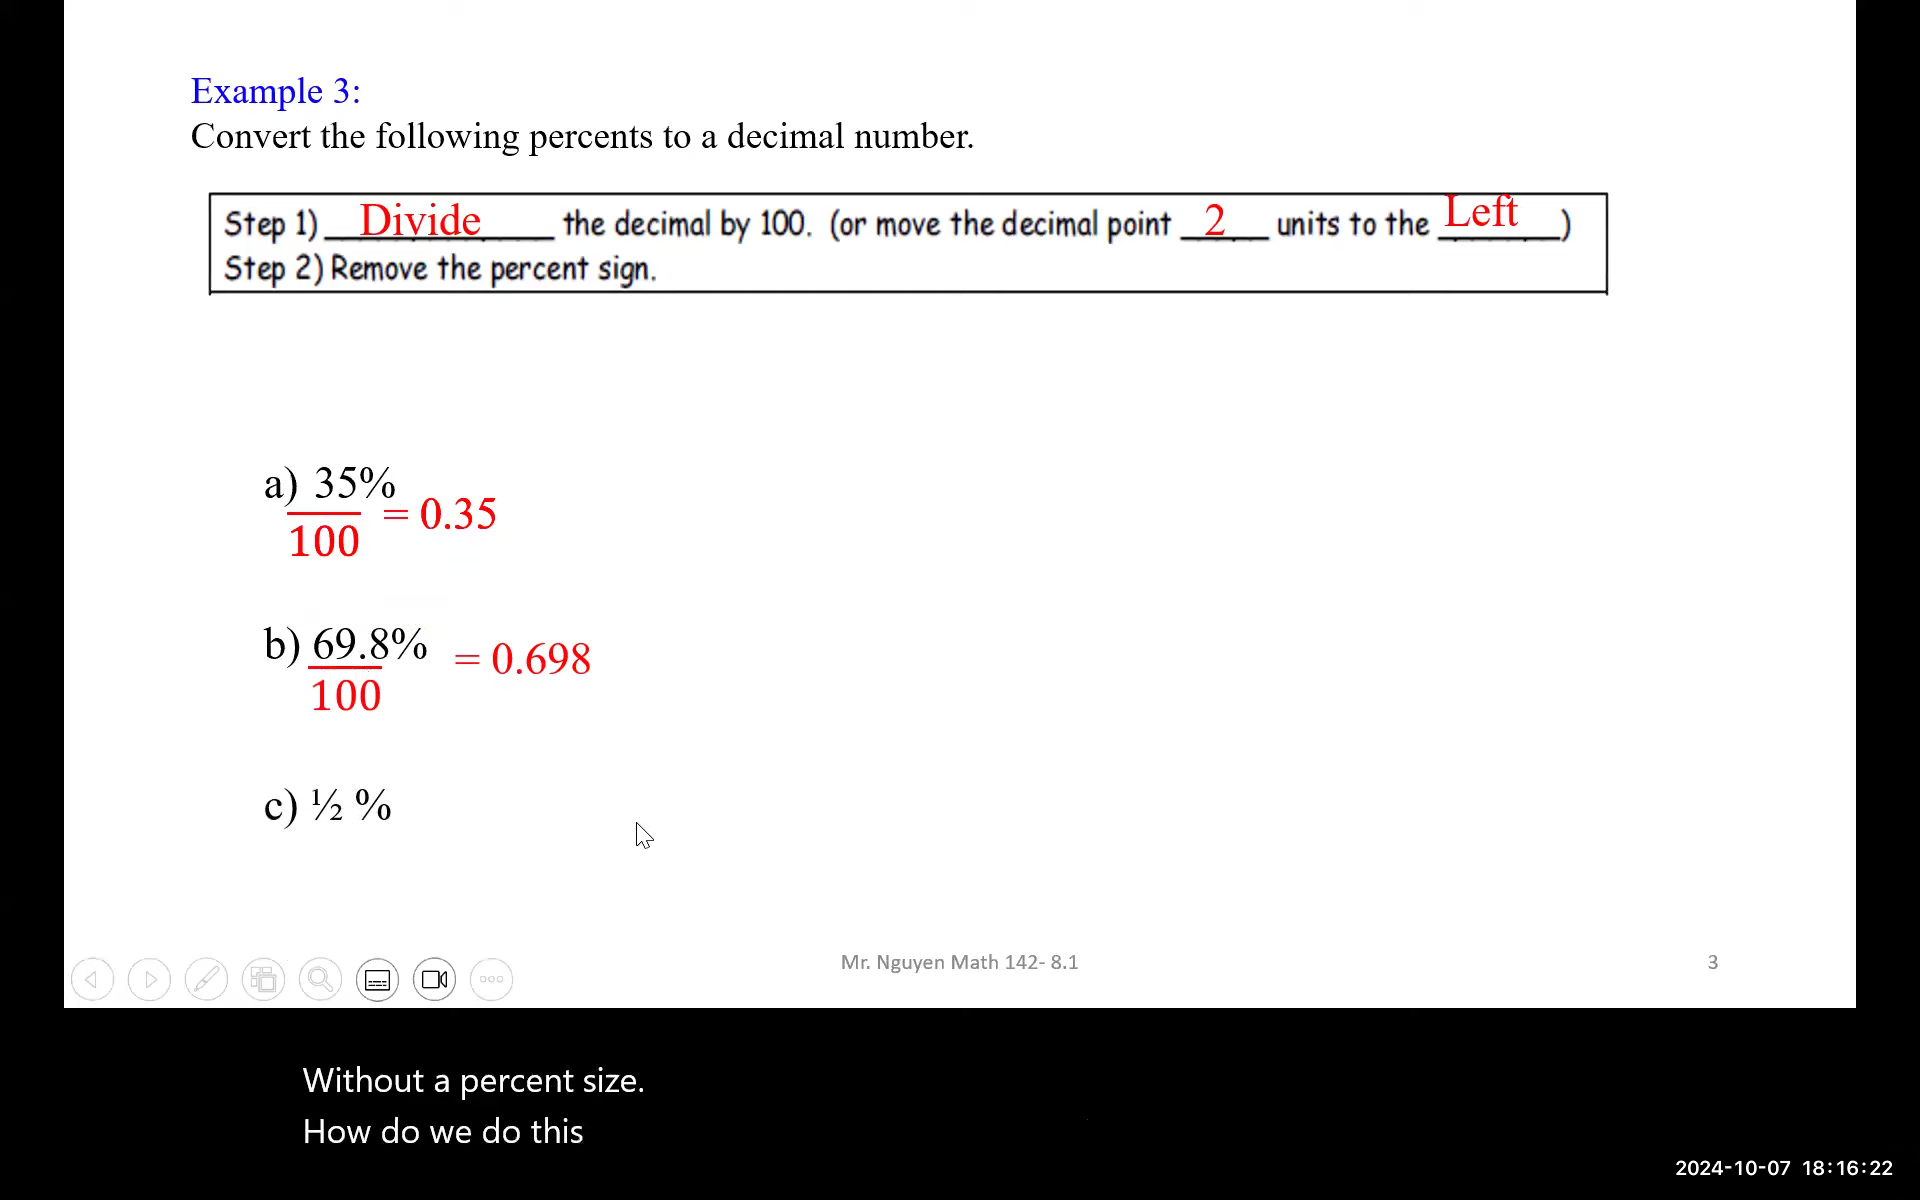 Example 3:
Convert the following percents to a decimal number.
Step 1) Divide the decimal by 100. (or move the decimal point 2 units to the Left)
Step 2) Remove the percent sign.
a) 35%
100 = 0.35
b) 69.8% = 0.698
100
c) ½ %
Mr. Nguyen Math 142- 8.1
3
Without a percent size.
How do we do this
2024-10-07 18:16:22